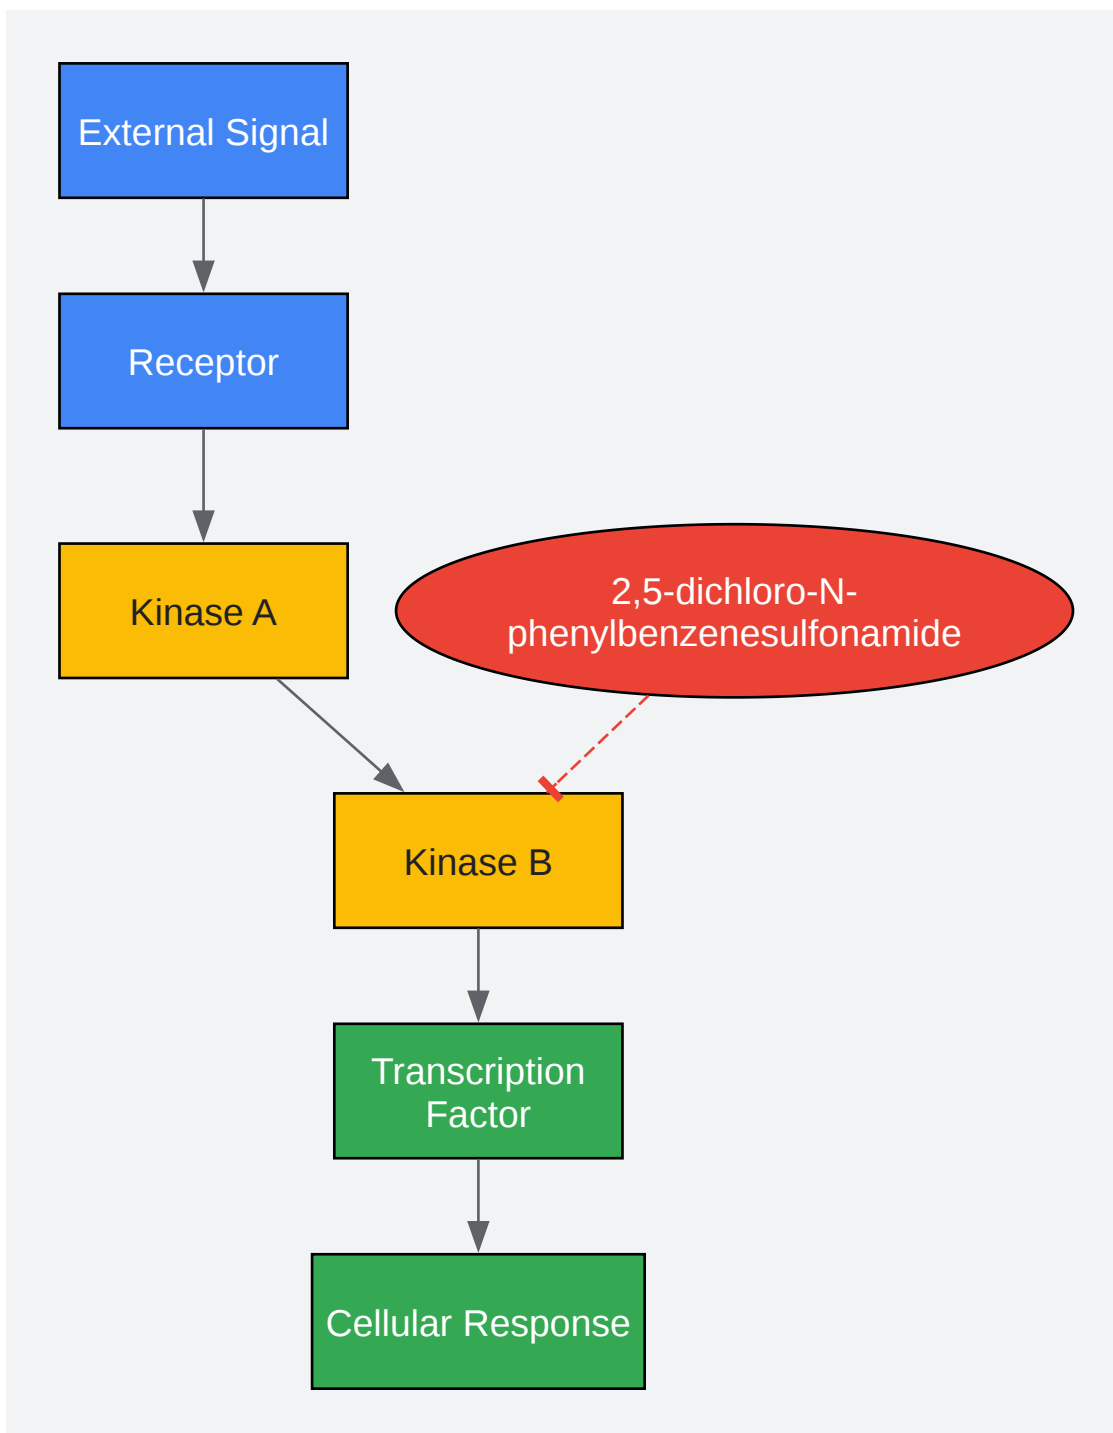 External Signal
Receptor
Kinase A
2,5-dichloro-N-
phenylbenzenesulfonamide
Kinase B
Transcription
Factor
Cellular Response